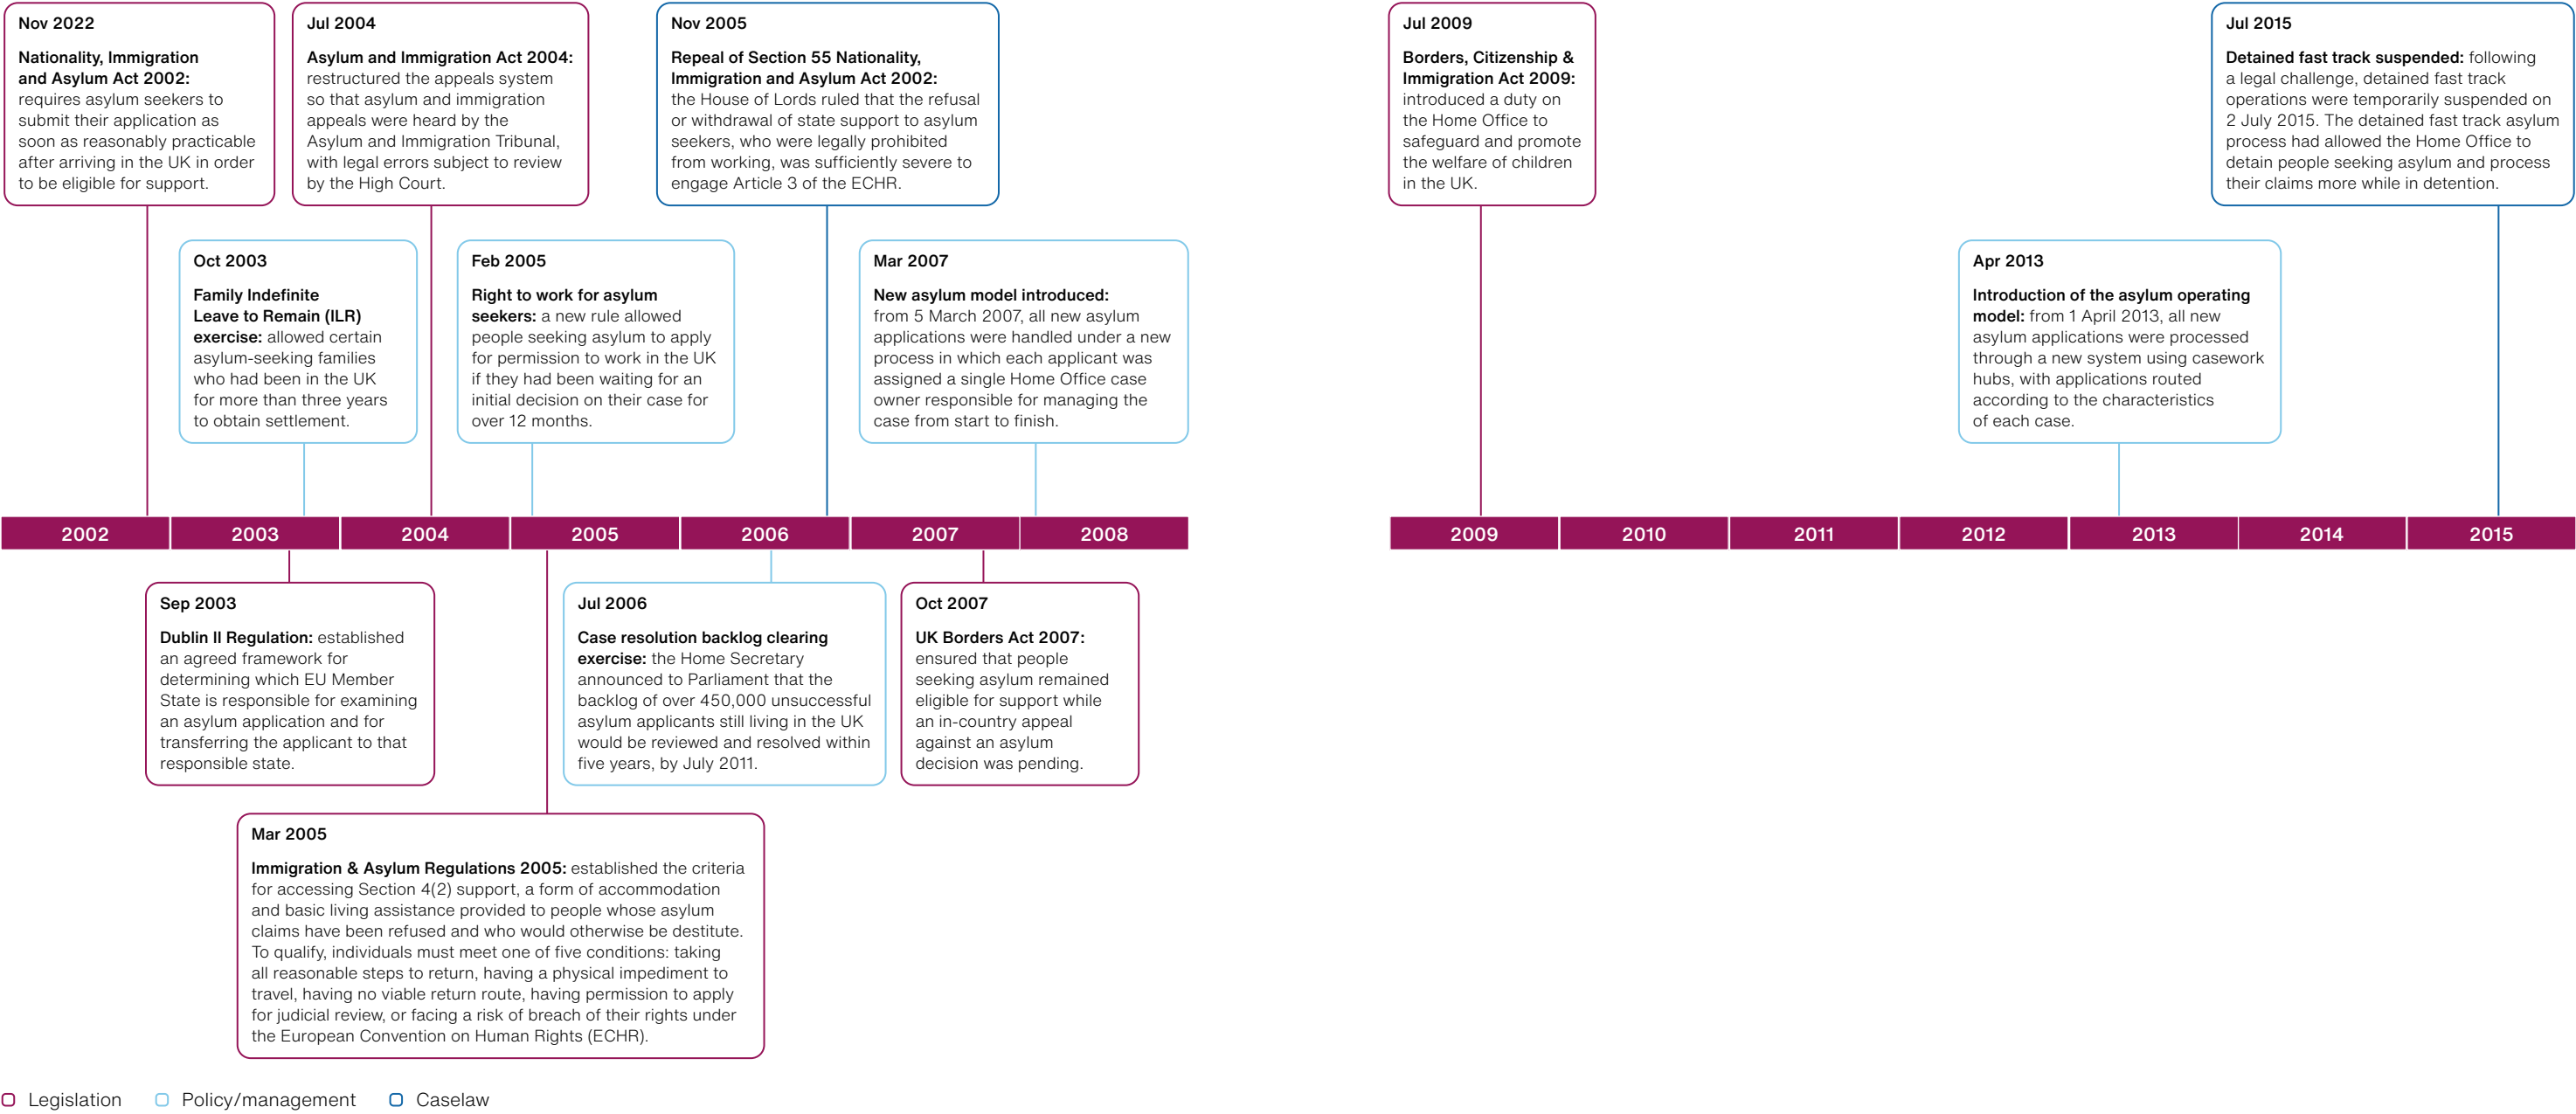 Nov 2022
Nationality, Immigration
and Asylum Act 2002:
requires asylum seekers to
submit their application as
soon as reasonably practicable
after arriving in the UK in order
to be eligible for support.
Jul 2004
Asylum and Immigration Act 2004:
restructured the appeals system
so that asylum and immigration
appeals were heard by the
Asylum and Immigration Tribunal,
with legal errors subject to review
by the High Court.
Nov 2005
Repeal of Section 55 Nationality,
Immigration and Asylum Act 2002:
the House of Lords ruled that the refusal
or withdrawal of state support to asylum
seekers, who were legally prohibited
from working, was sufficiently severe to
engage Article 3 of the ECHR.
Jul 2009
Borders, Citizenship &
Immigration Act 2009:
introduced a duty on
the Home Office to
safeguard and promote
the welfare of children
in the UK.
Jul 2015
Detained fast track suspended: following
a legal challenge, detained fast track
operations were temporarily suspended on
2 July 2015. The detained fast track asylum
process had allowed the Home Office to
detain people seeking asylum and process
their claims more while in detention.
Oct 2003
Family Indefinite
Leave to Remain (ILR)
exercise: allowed certain
asylum-seeking families
who had been in the UK
for more than three years
to obtain settlement.
Feb 2005
Right to work for asylum
seekers: a new rule allowed
people seeking asylum to apply
for permission to work in the UK
if they had been waiting for an
initial decision on their case for
over 12 months.
Mar 2007
New asylum model introduced:
from 5 March 2007, all new asylum
applications were handled under a new
process in which each applicant was
assigned a single Home Office case
owner responsible for managing the
case from start to finish.
Apr 2013
Introduction of the asylum operating
model: from 1 April 2013, all new
asylum applications were processed
through a new system using casework
hubs, with applications routed
according to the characteristics
of each case.
2002 2003 2004 2005 2006 2007 2008 2009 2010 2011 2012 2013 2014 2015
Sep 2003
Dublin II Regulation: established
an agreed framework for
determining which EU Member
State is responsible for examining
an asylum application and for
transferring the applicant to that
responsible state.
Jul 2006
Case resolution backlog clearing
exercise: the Home Secretary
announced to Parliament that the
backlog of over 450,000 unsuccessful
asylum applicants still living in the UK
would be reviewed and resolved within
five years, by July 2011.
Oct 2007
UK Borders Act 2007:
ensured that people
seeking asylum remained
eligible for support while
an in-country appeal
against an asylum
decision was pending.
Mar 2005
Immigration & Asylum Regulations 2005: established the criteria
for accessing Section 4(2) support, a form of accommodation
and basic living assistance provided to people whose asylum
claims have been refused and who would otherwise be destitute.
To qualify, individuals must meet one of five conditions: taking
all reasonable steps to return, having a physical impediment to
travel, having no viable return route, having permission to apply
for judicial review, or facing a risk of breach of their rights under
the European Convention on Human Rights (ECHR).
Legislation Policy/management Caselaw